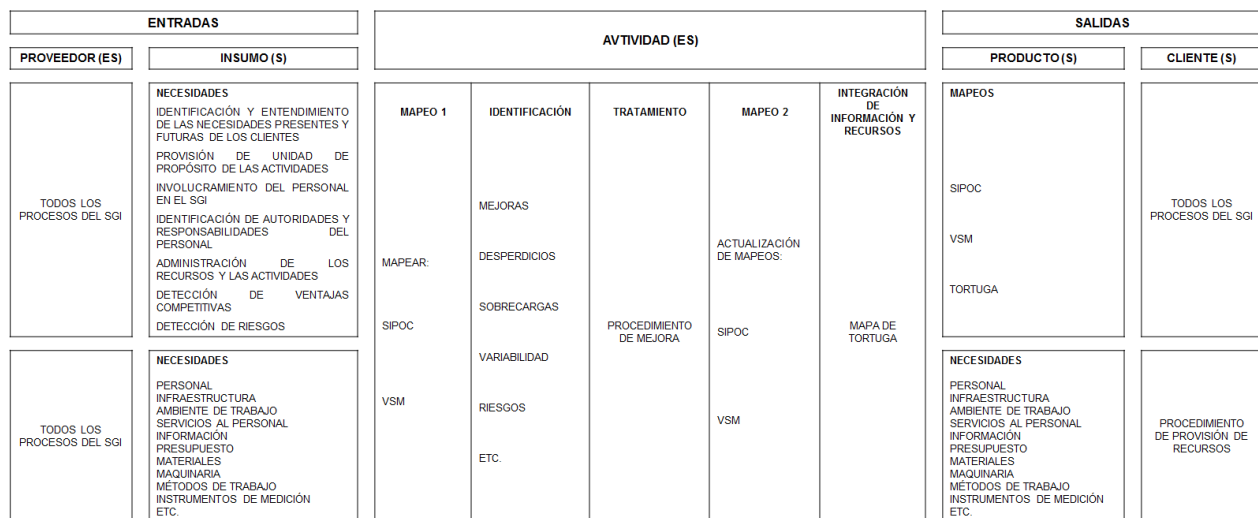 ENTRADAS
PROVEEDOR (ES)
INSUMO (S)
TODOS LOS
PROCESOS DEL SGI
NECESIDADES
IDENTIFICACIÓN Y ENTENDIMIENTO
DE LAS NECESIDADES PRESENTES Y
FUTURAS DE LOS CLIENTES
PROVISIÓN DE UNIDAD DE
PROPÓSITO DE LAS ACTIVIDADES
INVOLUCRAMIENTO DEL PERSONAL
EN EL SGI
IDENTIFICACIÓN DE AUTORIDADES Y
RESPONSABILIDADES DEL
PERSONAL
ADMINISTRACIÓN DE LOS
RECURSOS Y LAS ACTIVIDADES
DETECCIÓN DE VENTAJAS
COMPETITIVAS
DETECCIÓN DE RIESGOS
TODOS LOS
PROCESOS DEL SGI
NECESIDADES
PERSONAL
INFRAESTRUCTURA
AMBIENTE DE TRABAJO
SERVICIOS AL PERSONAL
INFORMACIÓN
PRESUPUESTO
MATERIALES
MAQUINARIA
MÉTODOS DE TRABAJO
INSTRUMENTOS DE MEDICIÓN
ETC.
AVTIVIDAD (ES)
MAPEO 1
MAPEAR:
SIPOC
VSM
IDENTIFICACIÓN
MEJORAS
DESPERDICIOS
SOBRECARGAS
VARIABILIDAD
RIESGOS
ETC.
TRATAMIENTO
PROCEDIMIENTO
DE MEJORA
MAPEO 2
ACTUALIZACIÓN
DE MAPEOS:
SIPOC
VSM
INTEGRACIÓN
DE
INFORMACIÓN Y
RECURSOS
MAPA DE
TORTUGA
SALIDAS
PRODUCTO (S)
CLIENTE (S)
MAPEOS
SIPOC
VSM
TORTUGA
TODOS LOS
PROCESOS DEL SGI
NECESIDADES
PERSONAL
INFRAESTRUCTURA
AMBIENTE DE TRABAJO
SERVICIOS AL PERSONAL
INFORMACIÓN
PRESUPUESTO
MATERIALES
MAQUINARIA
MÉTODOS DE TRABAJO
INSTRUMENTOS DE MEDICIÓN
ETC.
PROCEDIMIENTO
DE PROVISIÓN DE
RECURSOS